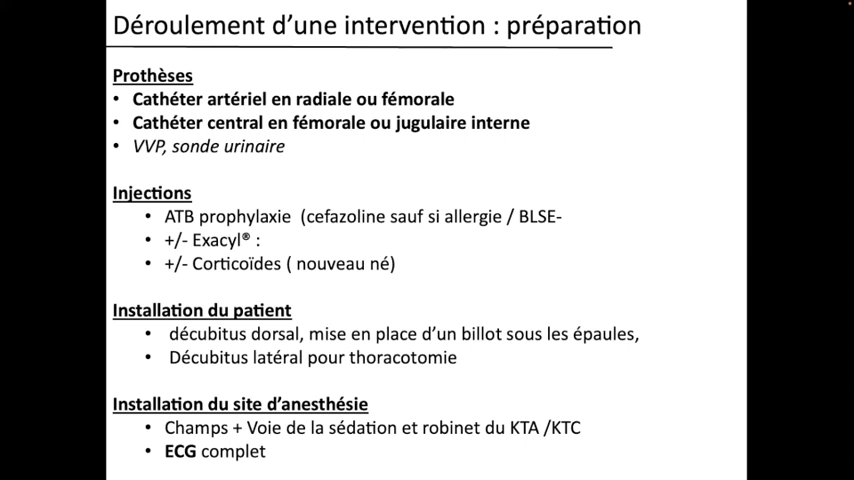 Déroulement d’une intervention : préparation
Prothèses
• Cathéter artériel en radiale ou fémorale
• Cathéter central en fémorale ou jugulaire interne
• VVP, sonde urinaire
Injections
• ATB prophylaxie (cefazoline sauf si allergie / BLSE-
• +/- Exacyl® :
• +/- Corticoïdes ( nouveau né)
Installation du patient
• décubitus dorsal, mise en place d’un billot sous les épaules,
• Décubitus latéral pour thoracotomie
Installation du site d’anesthésie
• Champs + Voie de la sédation et robinet du KTA /KTC
• ECG complet